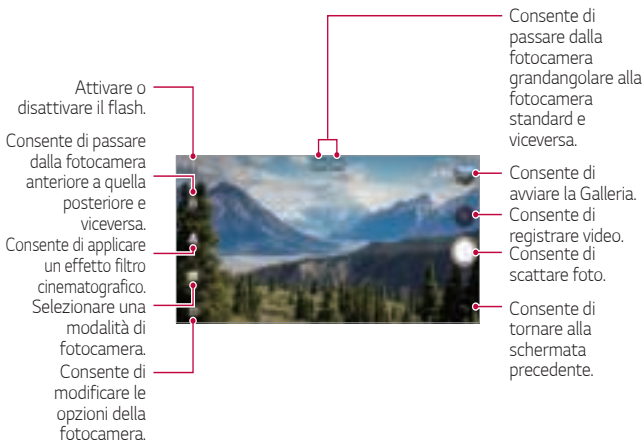 Attivare o
disattivare il flash.
Consente di passare
dalla fotocamera
anteriore a quella
posteriore e
viceversa.
Consente di applicare
un effetto filtro
cinematografico.
Selezionare una
modalità di
fotocamera.
Consente di
modificare le
opzioni della
fotocamera.
Consente di
passare dalla
fotocamera
grandangolare alla
fotocamera
standard e
viceversa.
Consente di
avviare la Galleria.
Consente di
registrare video.
Consente di
scattare foto.
Consente di
tornare alla
schermata
precedente.